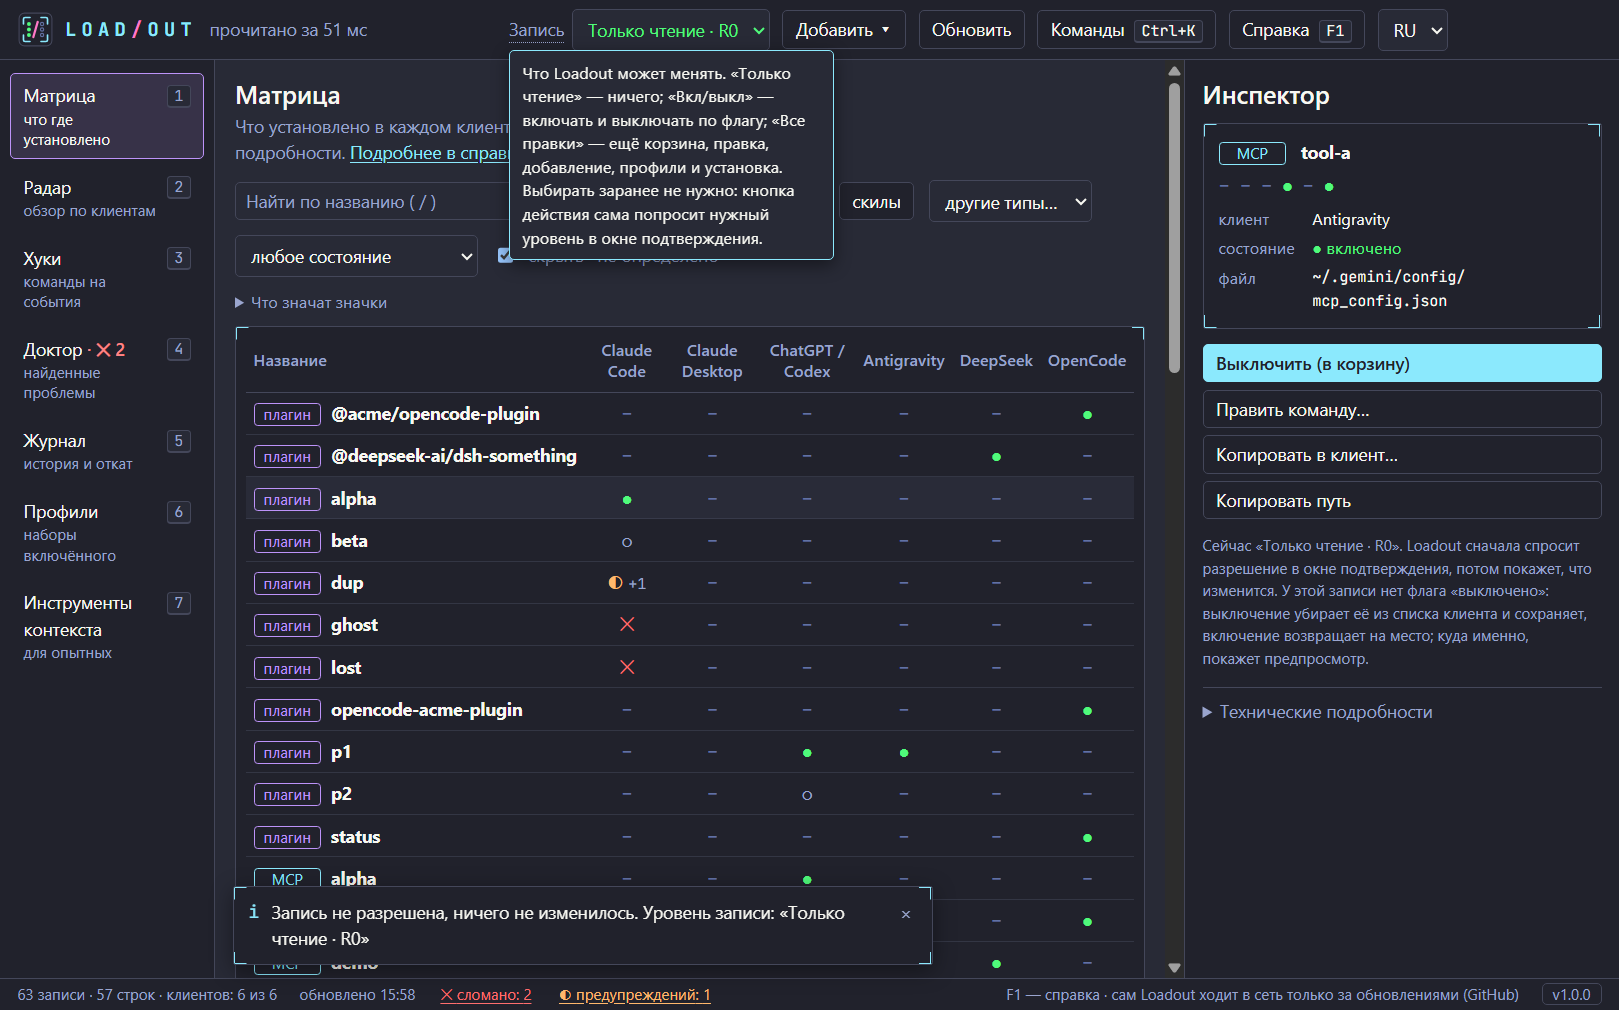 LOAD/OUT прочитано за 51 мс Запись Только чтение · R0 Добавить Обновить Команды Ctrl+K Справка F1 RU
Матрица 1
что где
установлено
Радар 2
обзор по клиентам
Хуки 3
команды на
события
Доктор · ✕ 2 4
найденные
проблемы
Журнал 5
история и откат
Профили 6
наборы
включённого
Инструменты 7
контекста
для опытных
Матрица
Что установлено в каждом клиент
подробности. Подробнее в справ
Что Loadout может менять. «Только
чтение» — ничего; «Вкл/выкл» —
включать и выключать по флагу; «Все
правки» — ещё корзина, правка,
добавление, профили и установка.
Выбирать заранее не нужно: кнопка
действия сама попросит нужный
уровень в окне подтверждения.
Найти по названию ( / ) скилы другие типы...
любое состояние
Что значат значки
Название Claude Code Claude Desktop ChatGPT / Codex Antigravity DeepSeek OpenCode
плагин @acme/opencode-plugin – – – – – ●
плагин @deepseek-ai/dsh-something – – – – ● –
плагин alpha ● – – – – –
плагин beta ○ – – – – –
плагин dup ◐ +1 – – – – –
плагин ghost ✕ – – – – –
плагин lost ✕ – – – – –
плагин opencode-acme-plugin – – – – – ●
плагин p1 – – ● ● – –
плагин p2 – – ○ – – –
плагин status – – – – – ●
MCP alpha – – ● – – –
– ●
● –
i Запись не разрешена, ничего не изменилось. Уровень записи: «Только ×
чтение · R0»
Инспектор
MCP tool-a
– – – ● – ●
клиент Antigravity
состояние ● включено
файл ~/.gemini/config/
mcp_config.json
Выключить (в корзину)
Править команду...
Копировать в клиент...
Копировать путь
Сейчас «Только чтение · R0». Loadout сначала спросит
разрешение в окне подтверждения, потом покажет, что
изменится. У этой записи нет флага «выключено»:
выключение убирает её из списка клиента и сохраняет,
включение возвращает на место; куда именно,
покажет предпросмотр.
Технические подробности
63 записи · 57 строк · клиентов: 6 из 6 обновлено 15:58 ✕ сломано: 2 ◐ предупреждений: 1 F1 — справка · сам Loadout ходит в сеть только за обновлениями (GitHub) v1.0.0